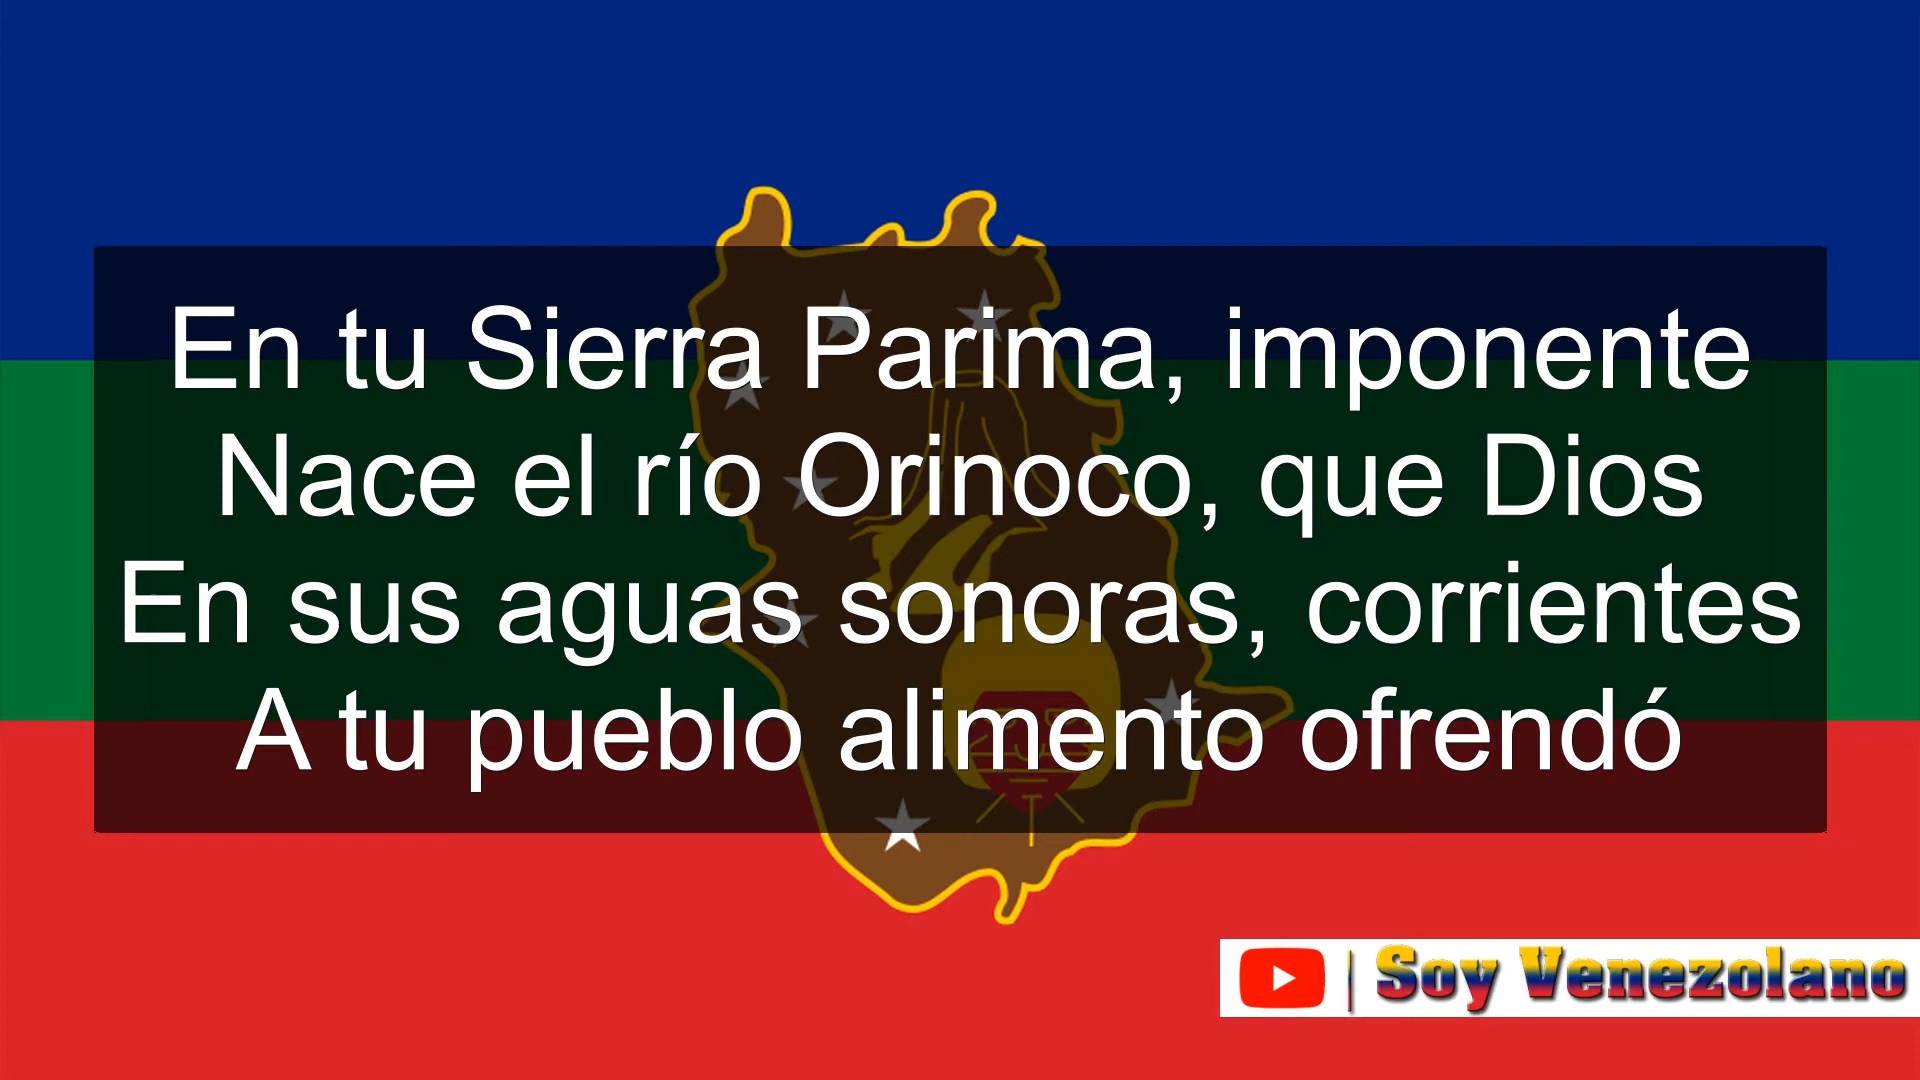 En tu Sierra Parima, imponente
Nace el río Orinoco, que Dios
En sus aguas sonoras, corrientes
A tu pueblo alimento ofrendó
Soy Venezolano